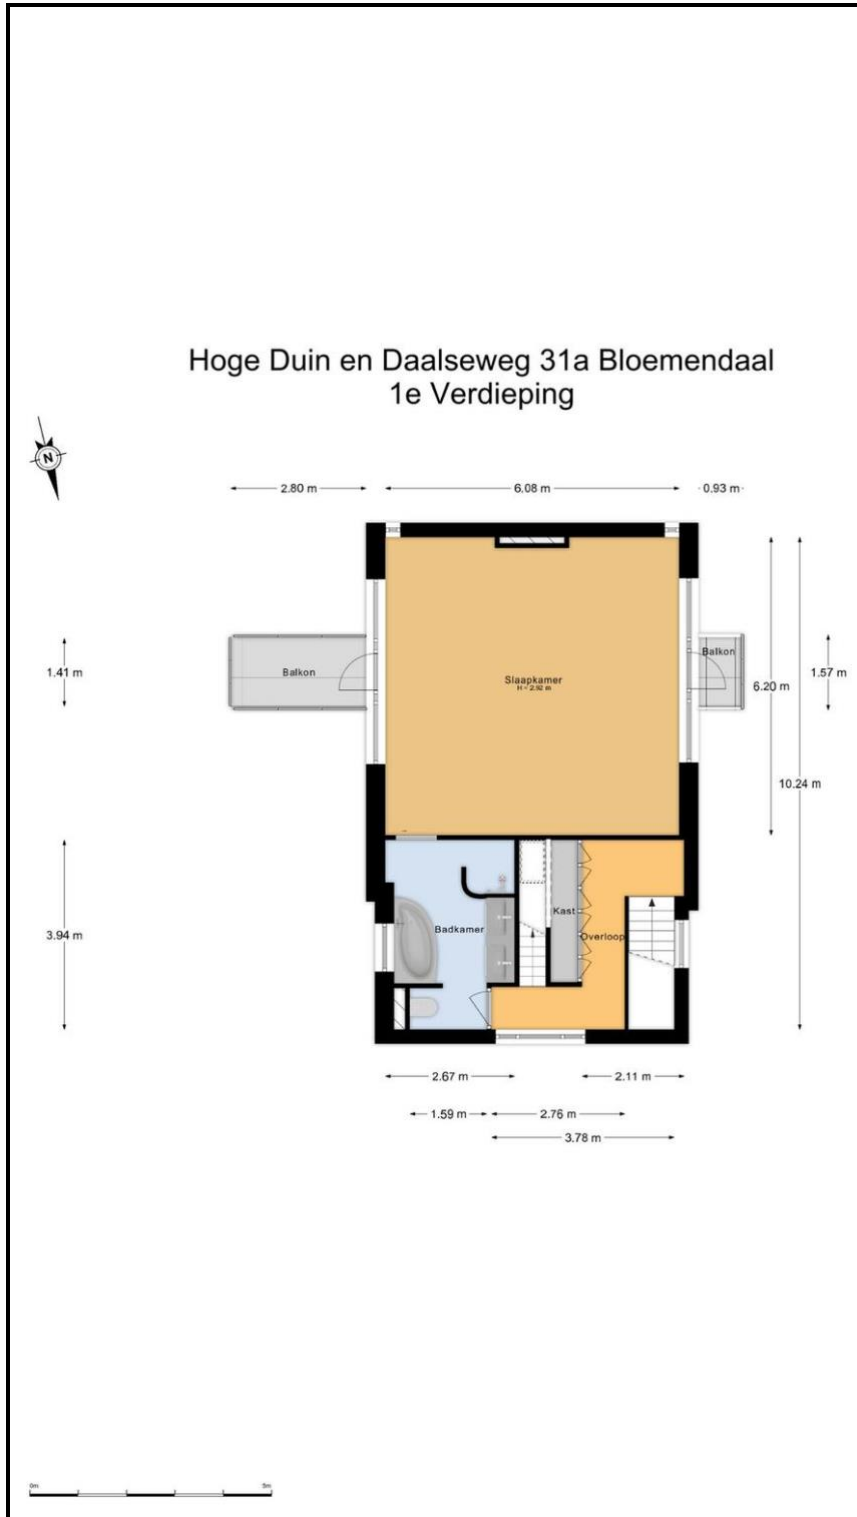 Hoge Duin en Daalseweg 31a Bloemendaal
1e Verdieping
N
2.80 m
6.08 m
0.93 m
1.41 m
Balkon
Slaapkamer
H = 2.92 m
Balkon
6.20 m
1.57 m
10.24 m
3.94 m
Badkamer
Kast
Overloop
2.67 m
2.11 m
1.59 m
2.76 m
3.78 m
0m
5m